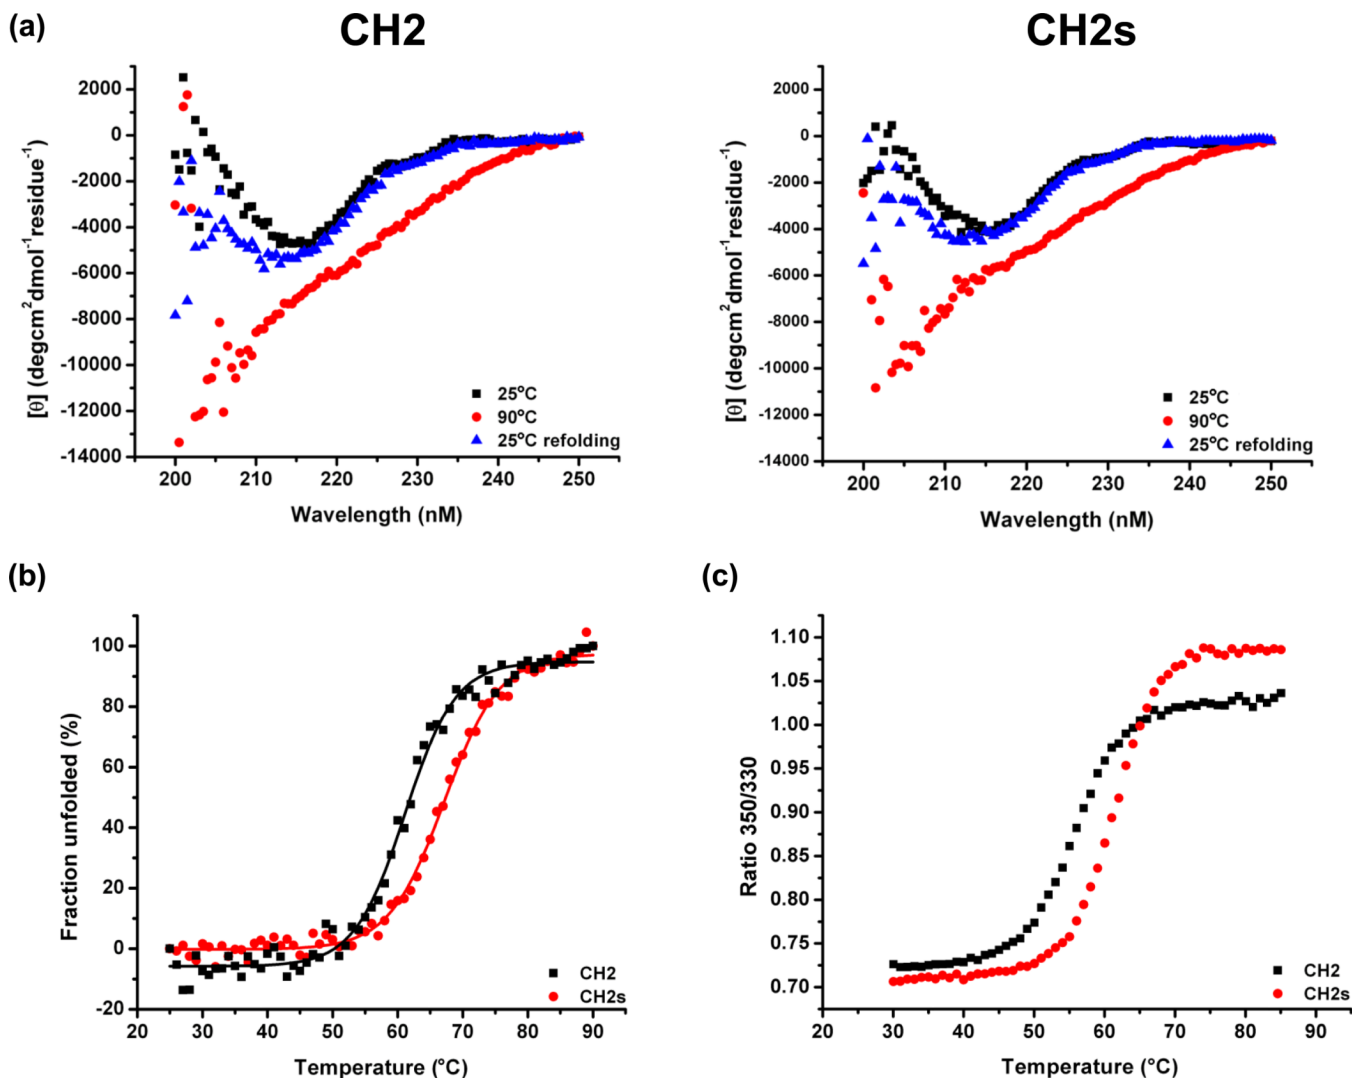 (a)
CH2
CH2s
2000
0
-2000
-4000
-6000
-8000
-10000
-12000
-14000
[θ] (degcm²dmol⁻¹residue⁻¹)
25°C
90°C
25°C refolding
200 210 220 230 240 250
Wavelength (nM)
2000
0
-2000
-4000
-6000
-8000
-10000
-12000
-14000
[θ] (degcm²dmol⁻¹residue⁻¹)
25°C
90°C
25°C refolding
200 210 220 230 240 250
Wavelength (nM)
(b)
100
80
60
40
20
0
-20
Fraction unfolded (%)
CH2
CH2s
20 30 40 50 60 70 80 90
Temperature (°C)
(c)
1.10
1.05
1.00
0.95
0.90
0.85
0.80
0.75
0.70
Ratio 350/330
CH2
CH2s
20 30 40 50 60 70 80 90
Temperature (°C)